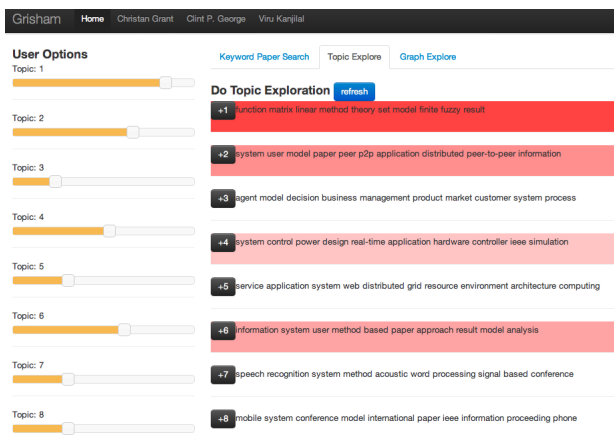 Grisham Home Christan Grant Clint P. George Viru Kanjilal
User Options
Topic: 1
Topic: 2
Topic: 3
Topic: 4
Topic: 5
Topic: 6
Topic: 7
Topic: 8
Keyword Paper Search Topic Explore Graph Explore
Do Topic Exploration refresh
+1 function matrix linear method theory set model finite fuzzy result
+2 system user model paper peer p2p application distributed peer-to-peer information
+3 agent model decision business management product market customer system process
+4 system control power design real-time application hardware controller ieee simulation
+5 service application system web distributed grid resource environment architecture computing
+6 information system user method based paper approach result model analysis
+7 speech recognition system method acoustic word processing signal based conference
+8 mobile system conference model international paper ieee information proceeding phone